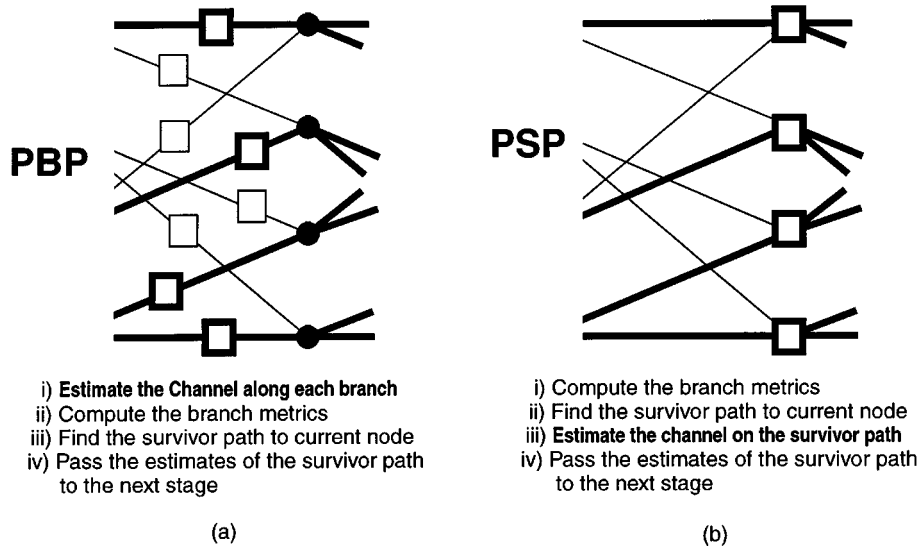 PBP
i) Estimate the Channel along each branch
ii) Compute the branch metrics
iii) Find the survivor path to current node
iv) Pass the estimates of the survivor path
to the next stage
(a)
PSP
i) Compute the branch metrics
ii) Find the survivor path to current node
iii) Estimate the channel on the survivor path
iv) Pass the estimates of the survivor path
to the next stage
(b)